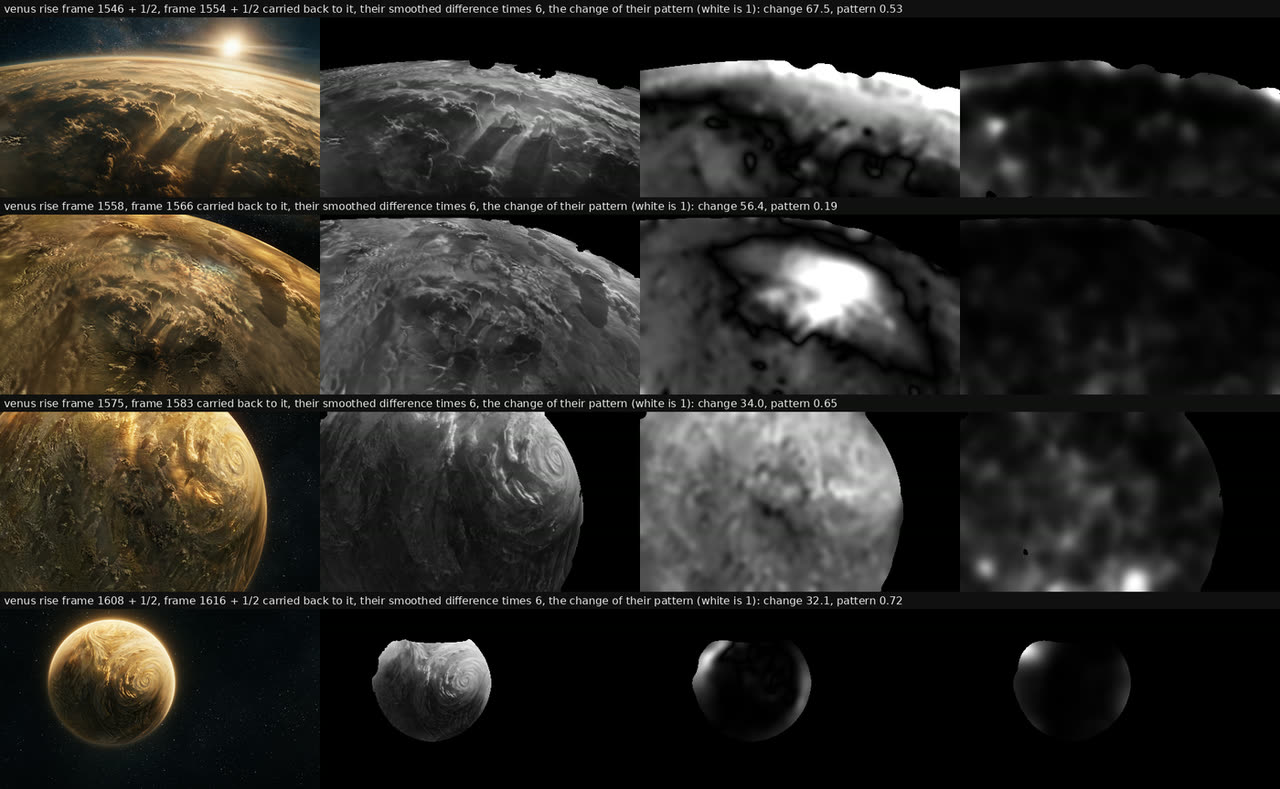 venus rise frame 1546 + 1/2, frame 1554 + 1/2 carried back to it, their smoothed difference times 6, the change of their pattern (white is 1): change 67.5, pattern 0.53
venus rise frame 1558, frame 1566 carried back to it, their smoothed difference times 6, the change of their pattern (white is 1): change 56.4, pattern 0.19
venus rise frame 1575, frame 1583 carried back to it, their smoothed difference times 6, the change of their pattern (white is 1): change 34.0, pattern 0.65
venus rise frame 1608 + 1/2, frame 1616 + 1/2 carried back to it, their smoothed difference times 6, the change of their pattern (white is 1): change 32.1, pattern 0.72